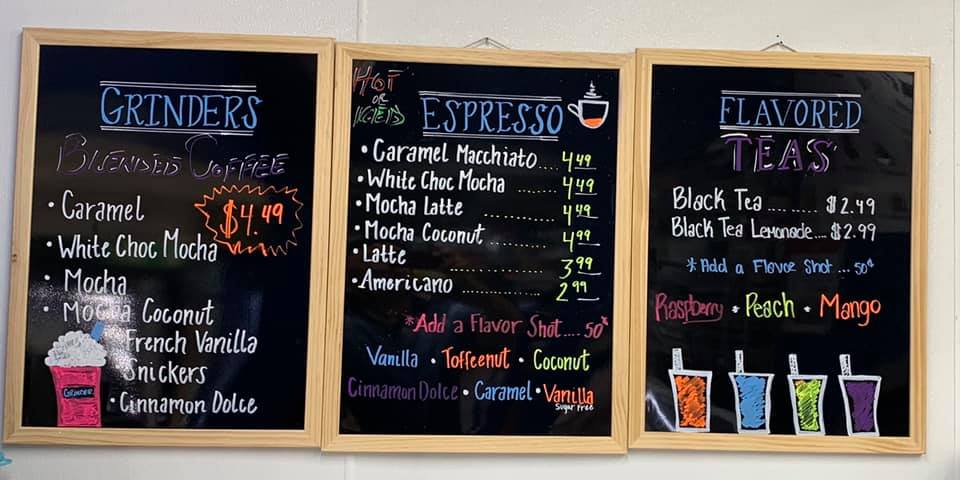 GRINDERS
BLENDED COFFEE
• Caramel
$4.49
• White Choc Mocha
• Mocha
• Mocha Coconut
French Vanilla
Snickers
• Cinnamon Dolce
Grinders
HOT
OR
ICED
ESPRESSO
• Caramel Macchiato.... 4 49
• White Choc Mocha ....... 4 49
• Mocha Latte ............ 4 49
• Mocha Coconut .......... 4 99
• Latte ................ 3 99
• Americano ................ 2 99
*Add a Flavor Shot.... 50¢
Vanilla • Toffeenut • Coconut
Cinnamon Dolce • Caramel • Vanilla
Sugar Free
FLAVORED
TEAS
Black Tea .......... $2.49
Black Tea Lemonade.... $2.99
* Add a Flavor Shot ... 50¢
Raspberry • Peach • Mango